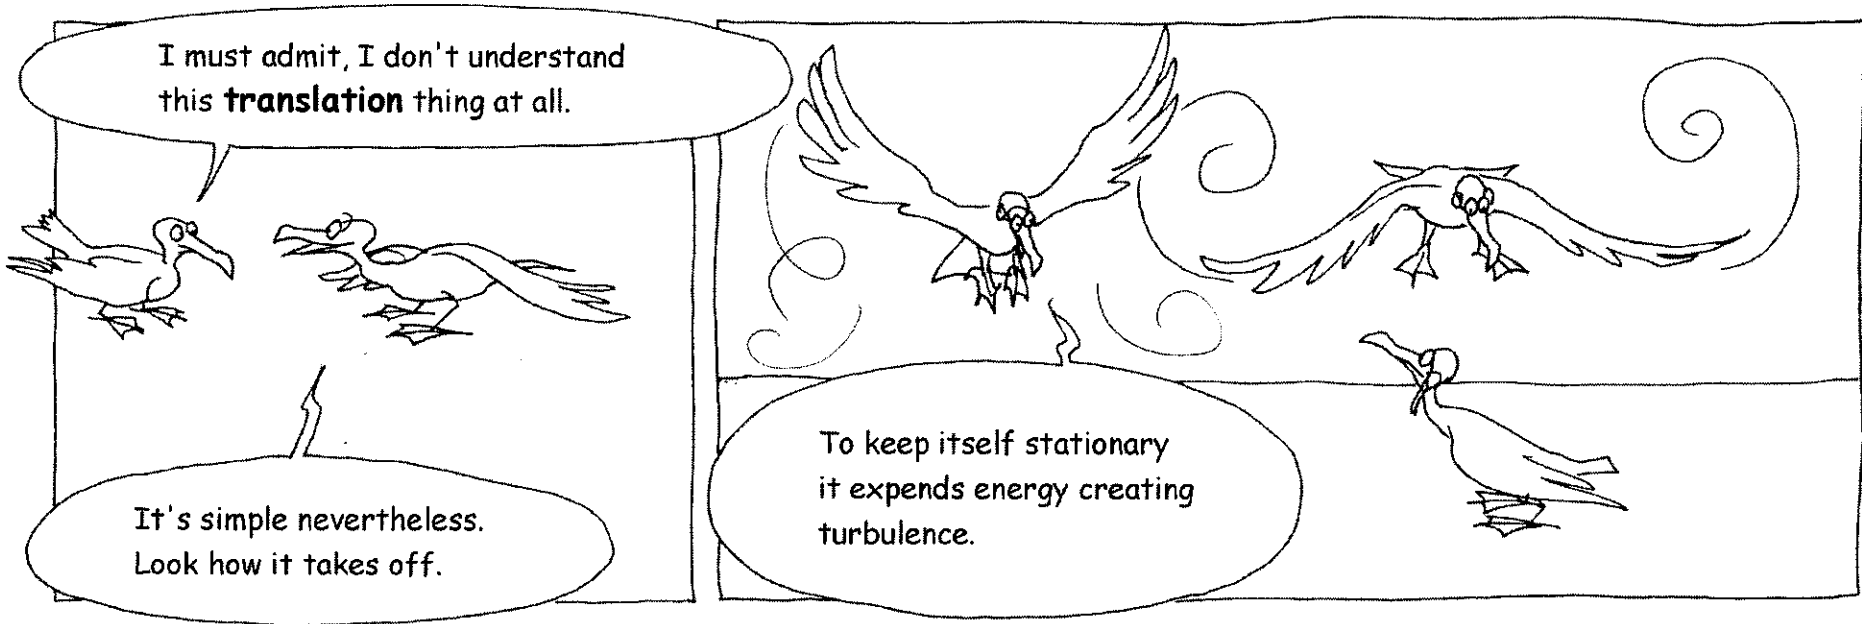 I must admit, I don't understand
this translation thing at all.
It's simple nevertheless.
Look how it takes off.
To keep itself stationary
it expends energy creating
turbulence.